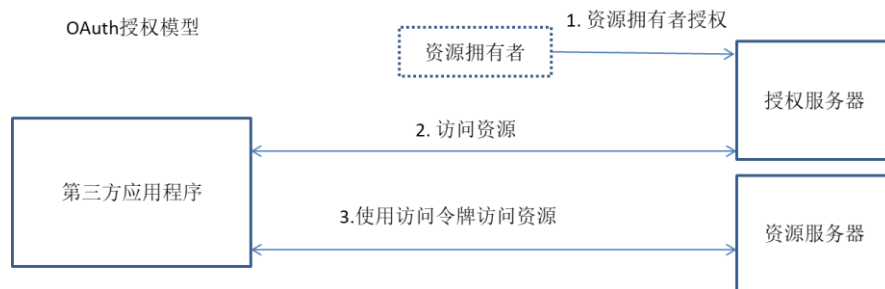 OAuth授权模型
1. 资源拥有者授权
资源拥有者
授权服务器
2. 访问资源
第三方应用程序
3.使用访问令牌访问资源
资源服务器